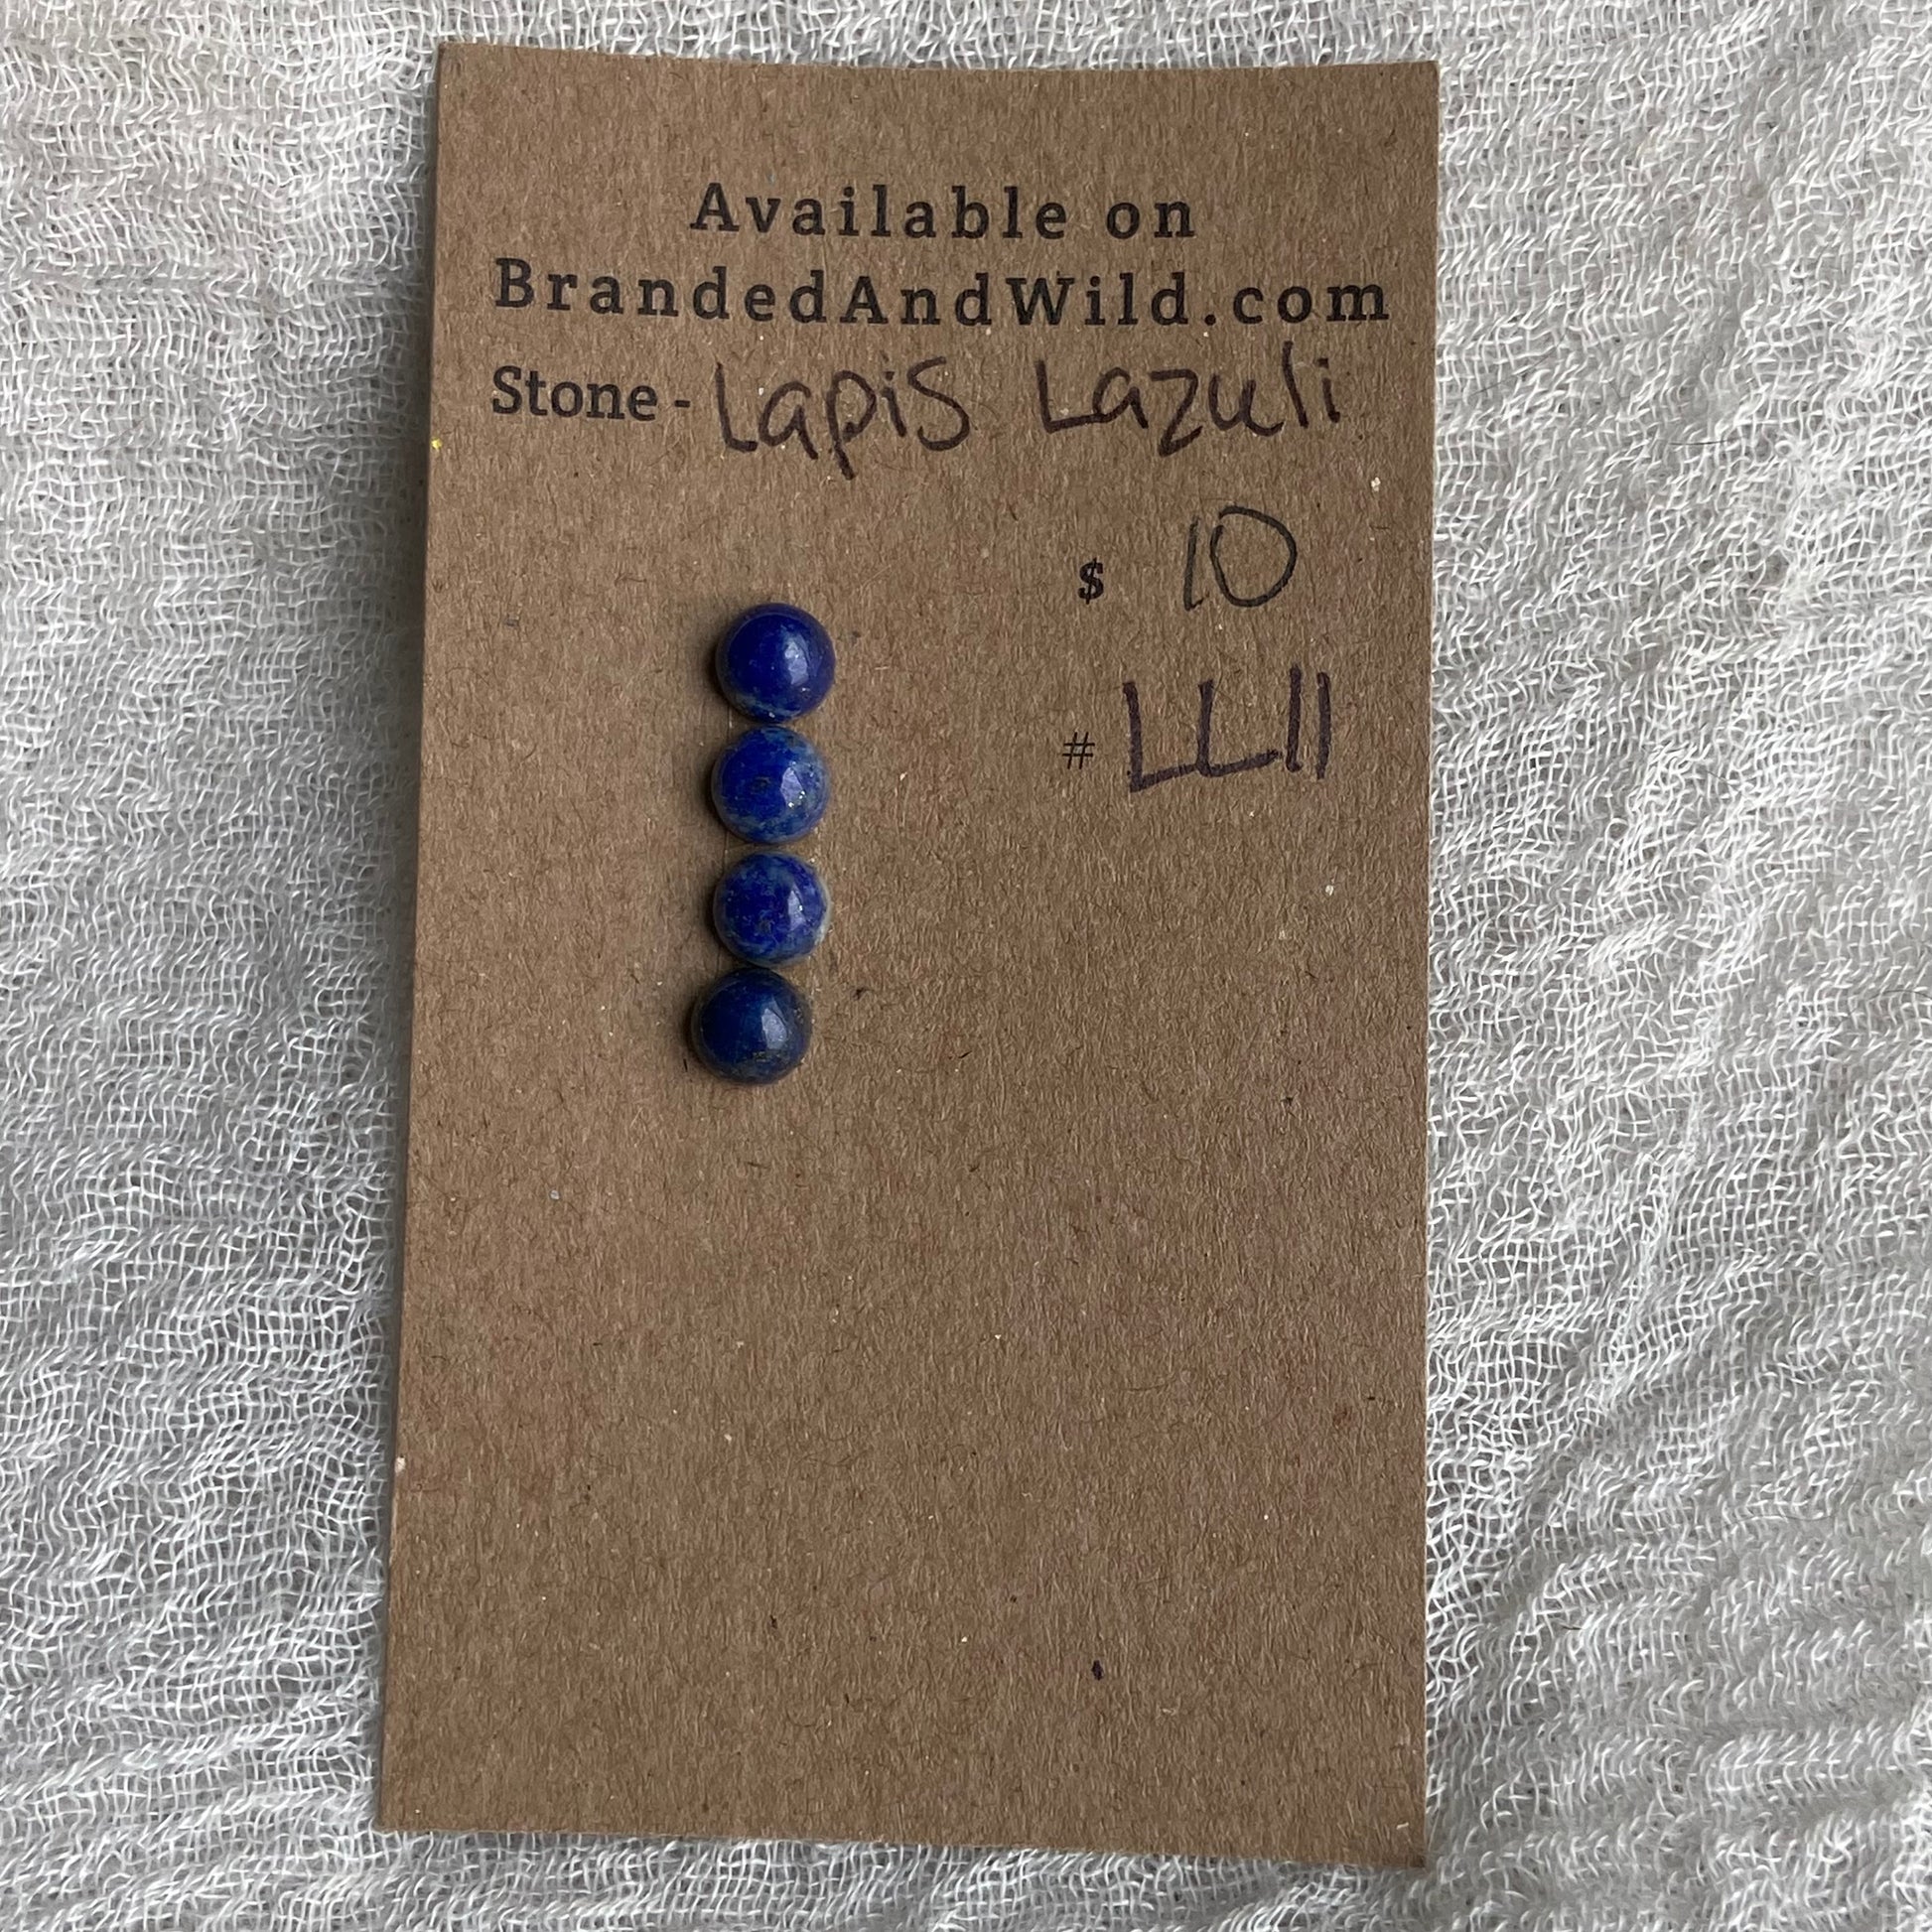 Available on
BrandedAndWild.com
Stone - Lapis Lazuli
$ 10
# LL11